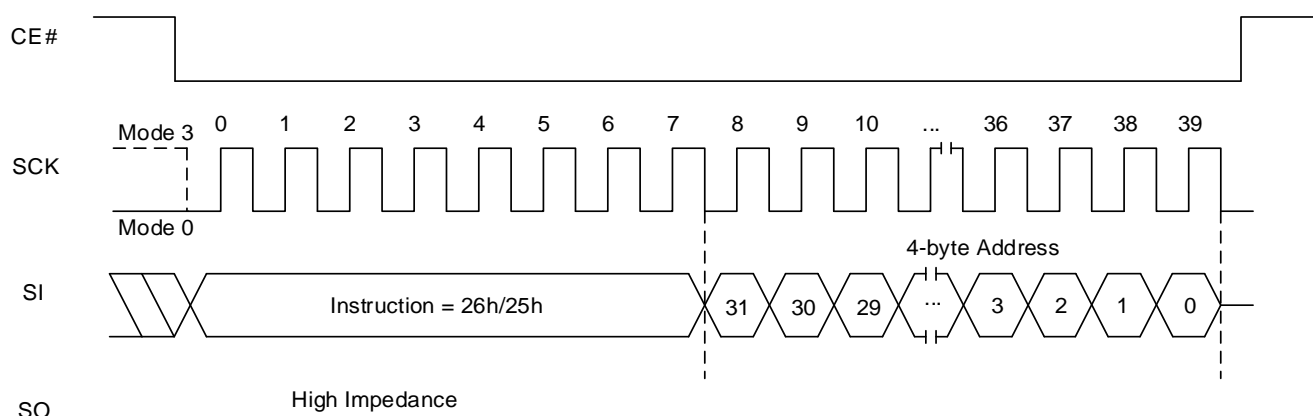 CE#
Mode 3 0 1 2 3 4 5 6 7 8 9 10 ... 36 37 38 39
SCK
Mode 0
4-byte Address
SI Instruction = 26h/25h 31 30 29 ... 3 2 1 0
High Impedance
SO